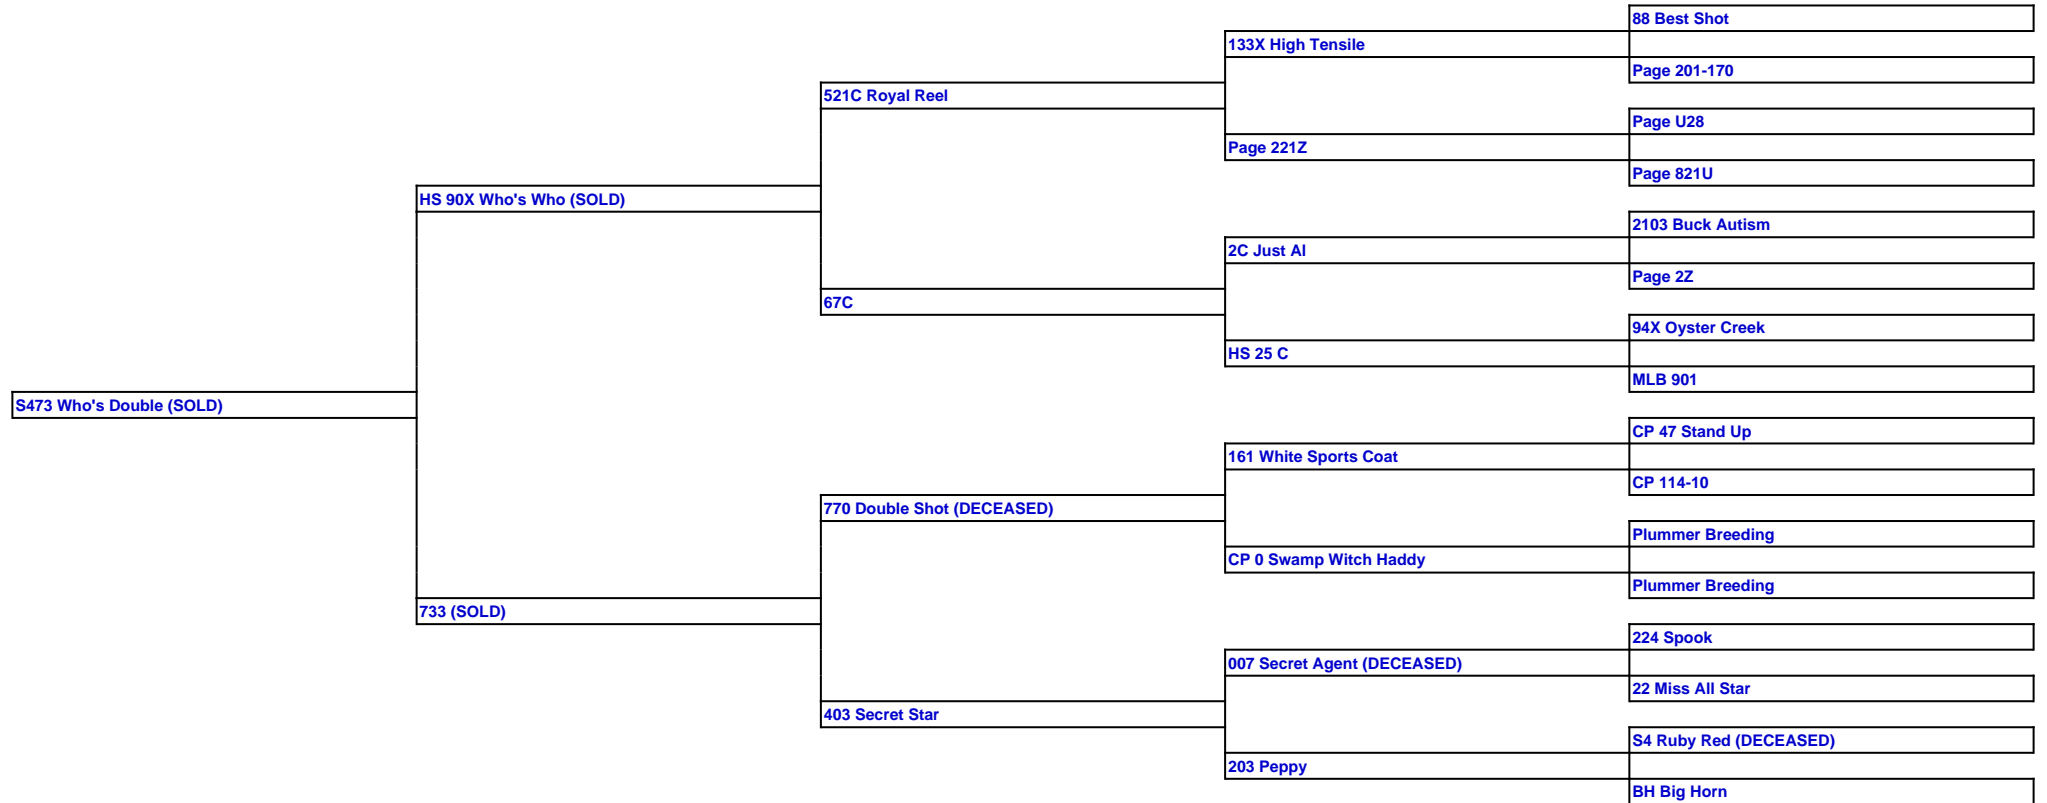 88 Best Shot
133X High Tensile
Page 201-170
521C Royal Reel
Page U28
Page 221Z
Page 821U
HS 90X Who's Who (SOLD)
2103 Buck Autism
2C Just Al
Page 2Z
67C
94X Oyster Creek
HS 25 C
MLB 901
S473 Who's Double (SOLD)
CP 47 Stand Up
161 White Sports Coat
CP 114-10
770 Double Shot (DECEASED)
Plummer Breeding
CP 0 Swamp Witch Haddy
Plummer Breeding
733 (SOLD)
224 Spook
007 Secret Agent (DECEASED)
22 Miss All Star
403 Secret Star
S4 Ruby Red (DECEASED)
203 Peppy
BH Big Horn